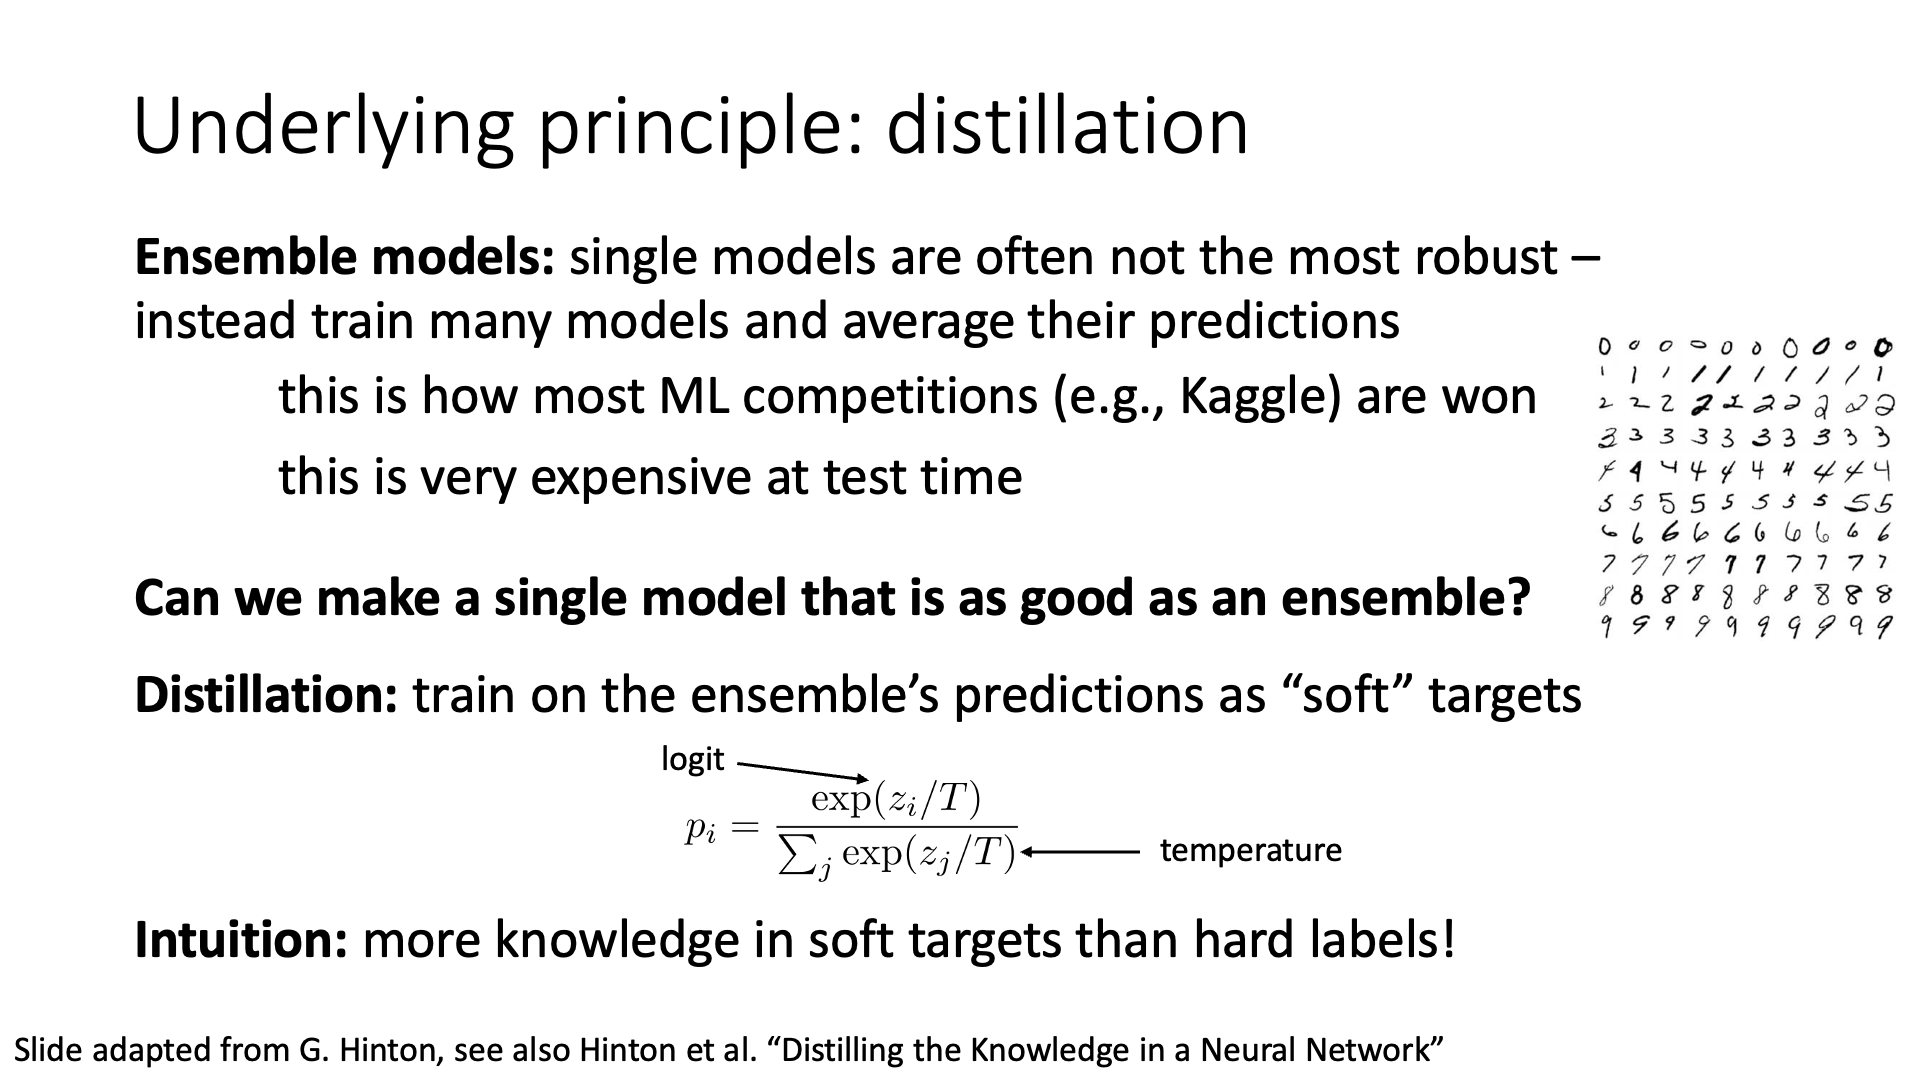 Underlying principle: distillation
Ensemble models: single models are often not the most robust –
instead train many models and average their predictions
this is how most ML competitions (e.g., Kaggle) are won
this is very expensive at test time
0 0 0 0 0 0 0 0 0 0
1 1 1 1 1 1 1 1 1 1
2 2 2 2 2 2 2 2 2 2
3 3 3 3 3 3 3 3 3 3
4 4 4 4 4 4 4 4 4 4
5 5 5 5 5 5 5 5 5 5
6 6 6 6 6 6 6 6 6 6
7 7 7 7 7 7 7 7 7 7
8 8 8 8 8 8 8 8 8 8
9 9 9 9 9 9 9 9 9 9
Can we make a single model that is as good as an ensemble?
Distillation: train on the ensemble’s predictions as “soft” targets
logit
p_i = exp(z_i/T) / ∑_j exp(z_j/T)
temperature
Intuition: more knowledge in soft targets than hard labels!
Slide adapted from G. Hinton, see also Hinton et al. “Distilling the Knowledge in a Neural Network”